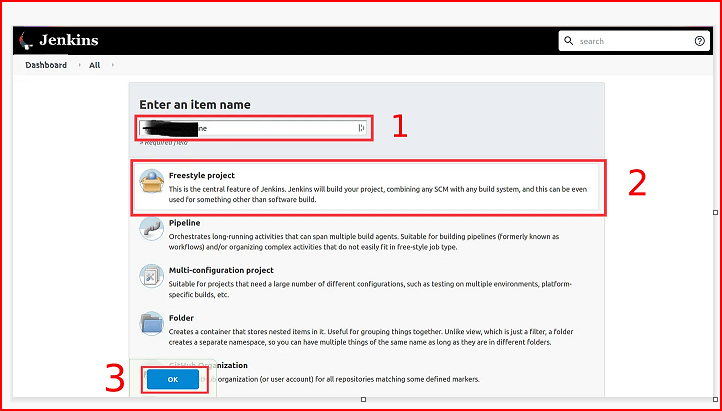 Jenkins
search
Dashboard
All
Enter an item name
1
» Required field
2
Freestyle project
This is the central feature of Jenkins. Jenkins will build your project, combining any SCM with any build system, and this can be even
used for something other than software build.
Pipeline
Orchestrates long-running activities that can span multiple build agents. Suitable for building pipelines (formerly known as
workflows) and/or organizing complex activities that do not easily fit in free-style job type.
Multi-configuration project
Suitable for projects that need a large number of different configurations, such as testing on multiple environments, platform-
specific builds, etc.
Folder
Creates a container that stores nested items in it. Useful for grouping things together. Unlike view, which is just a filter, a folder
creates a separate namespace, so you can have multiple things of the same name as long as they are in different folders.
3
GitHub Organization
OK
organization (or user account) for all repositories matching some defined markers.